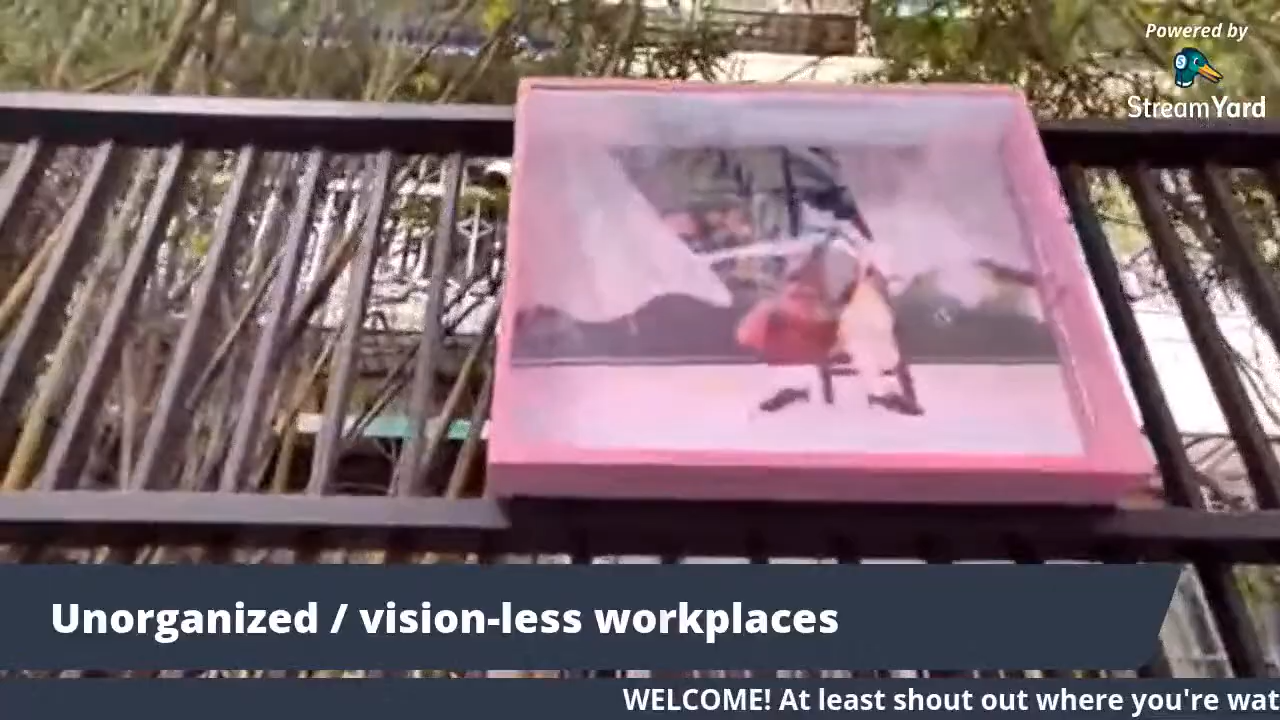 Powered by
StreamYard
Unorganized / vision-less workplaces
WELCOME! At least shout out where you're wat